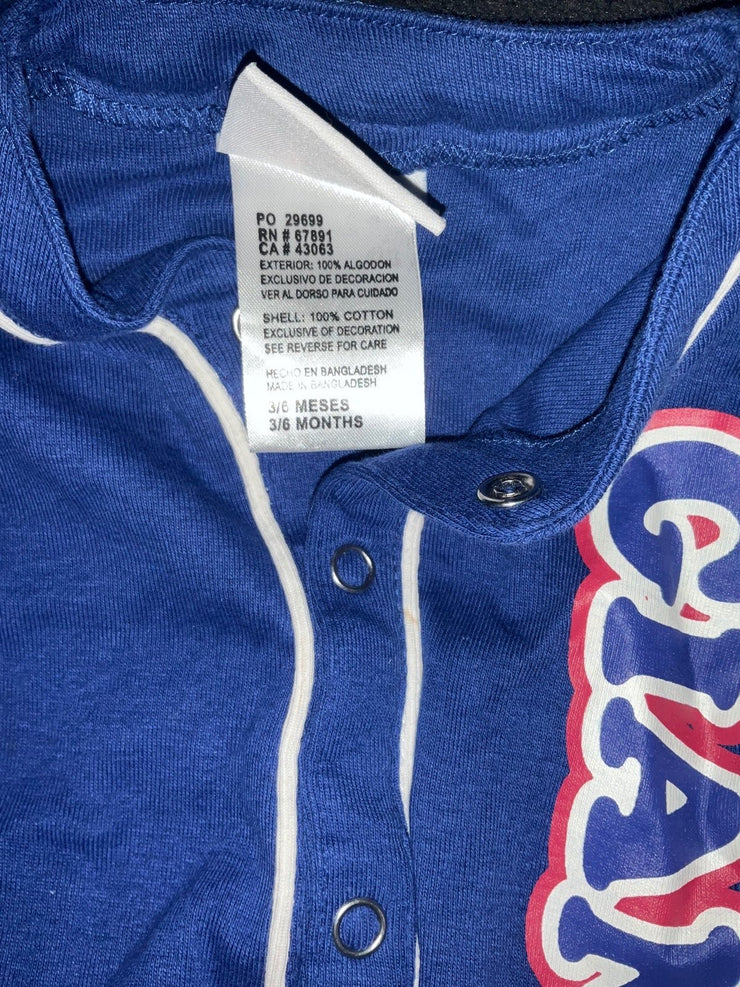 PO 29699
RN # 67891
CA # 43063
EXTERIOR: 100% ALGODON
EXCLUSIVO DE DECORACION
VER AL DORSO PARA CUIDADO
SHELL: 100% COTTON
EXCLUSIVE OF DECORATION
SEE REVERSE FOR CARE
HECHO EN BANGLADESH
MADE IN BANGLADESH
3/6 MESES
3/6 MONTHS